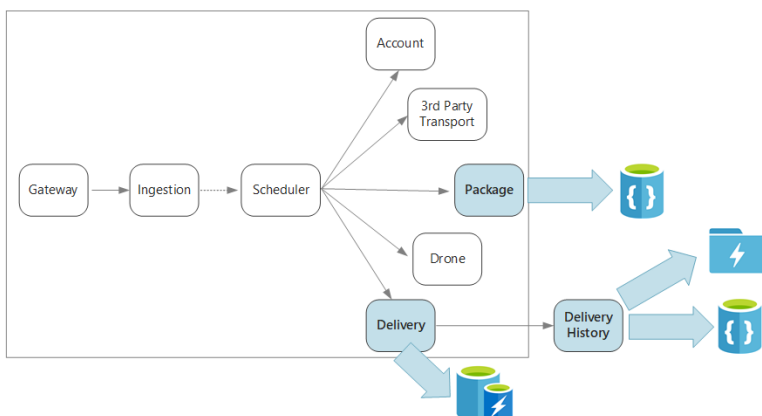 Account
3rd Party
Transport
Gateway
Ingestion
Scheduler
Package
{ }
Drone
Delivery
Delivery
History
{ }